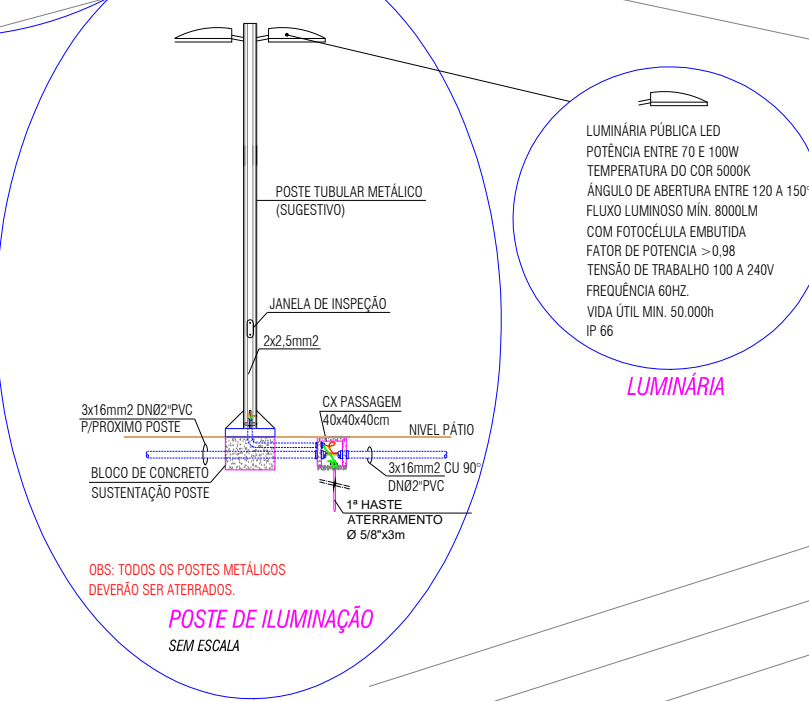 LUMINÁRIA PÚBLICA LED
POTÊNCIA ENTRE 70 E 100W
TEMPERATURA DO COR 5000K
ÁNGULO DE ABERTURA ENTRE 120 A 150°
FLUXO LUMINOSO MÍN. 8000LM
COM FOTOCÉLULA EMBUTIDA
FATOR DE POTENCIA >0,98
TENSÃO DE TRABALHO 100 A 240V
FREQUÊNCIA 60HZ.
VIDA ÚTIL MIN. 50.000h
IP 66
LUMINÁRIA
POSTE TUBULAR METÁLICO
(SUGESTIVO)
JANELA DE INSPEÇÃO
2x2,5mm2
3x16mm2 DNØ2"PVC
P/PROXIMO POSTE
CX PASSAGEM
40x40x40cm
NIVEL PÁTIO
BLOCO DE CONCRETO
SUSTENTAÇÃO POSTE
3x16mm2 CU 90°
DNØ2"PVC
1ª HASTE
ATERRAMENTO
Ø 5/8"x3m
OBS: TODOS OS POSTES METÁLICOS
DEVERÃO SER ATERRADOS.
POSTE DE ILUMINAÇÃO
SEM ESCALA